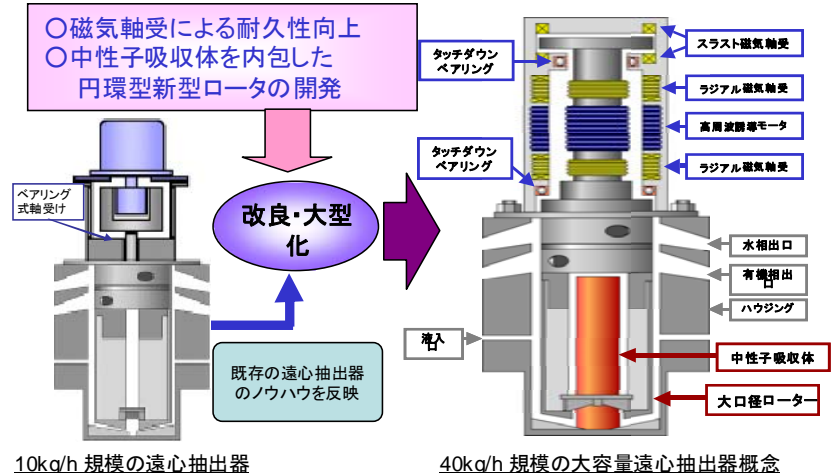 ○磁気軸受による耐久性向上
○中性子吸収体を内包した
円環型新型ロータの開発
ベアリング
式軸受け
改良・大型
化
既存の遠心抽出器
のノウハウを反映
10kg/h 規模の遠心抽出器
タッチダウン
ベアリング
タッチダウン
ベアリング
スラスト磁気軸受
ラジアル磁気軸受
高周波誘導モータ
ラジアル磁気軸受
水相出口
有機相出
口
ハウジング
液入
口
中性子吸収体
大口径ローター
40kg/h 規模の大容量遠心抽出器概念